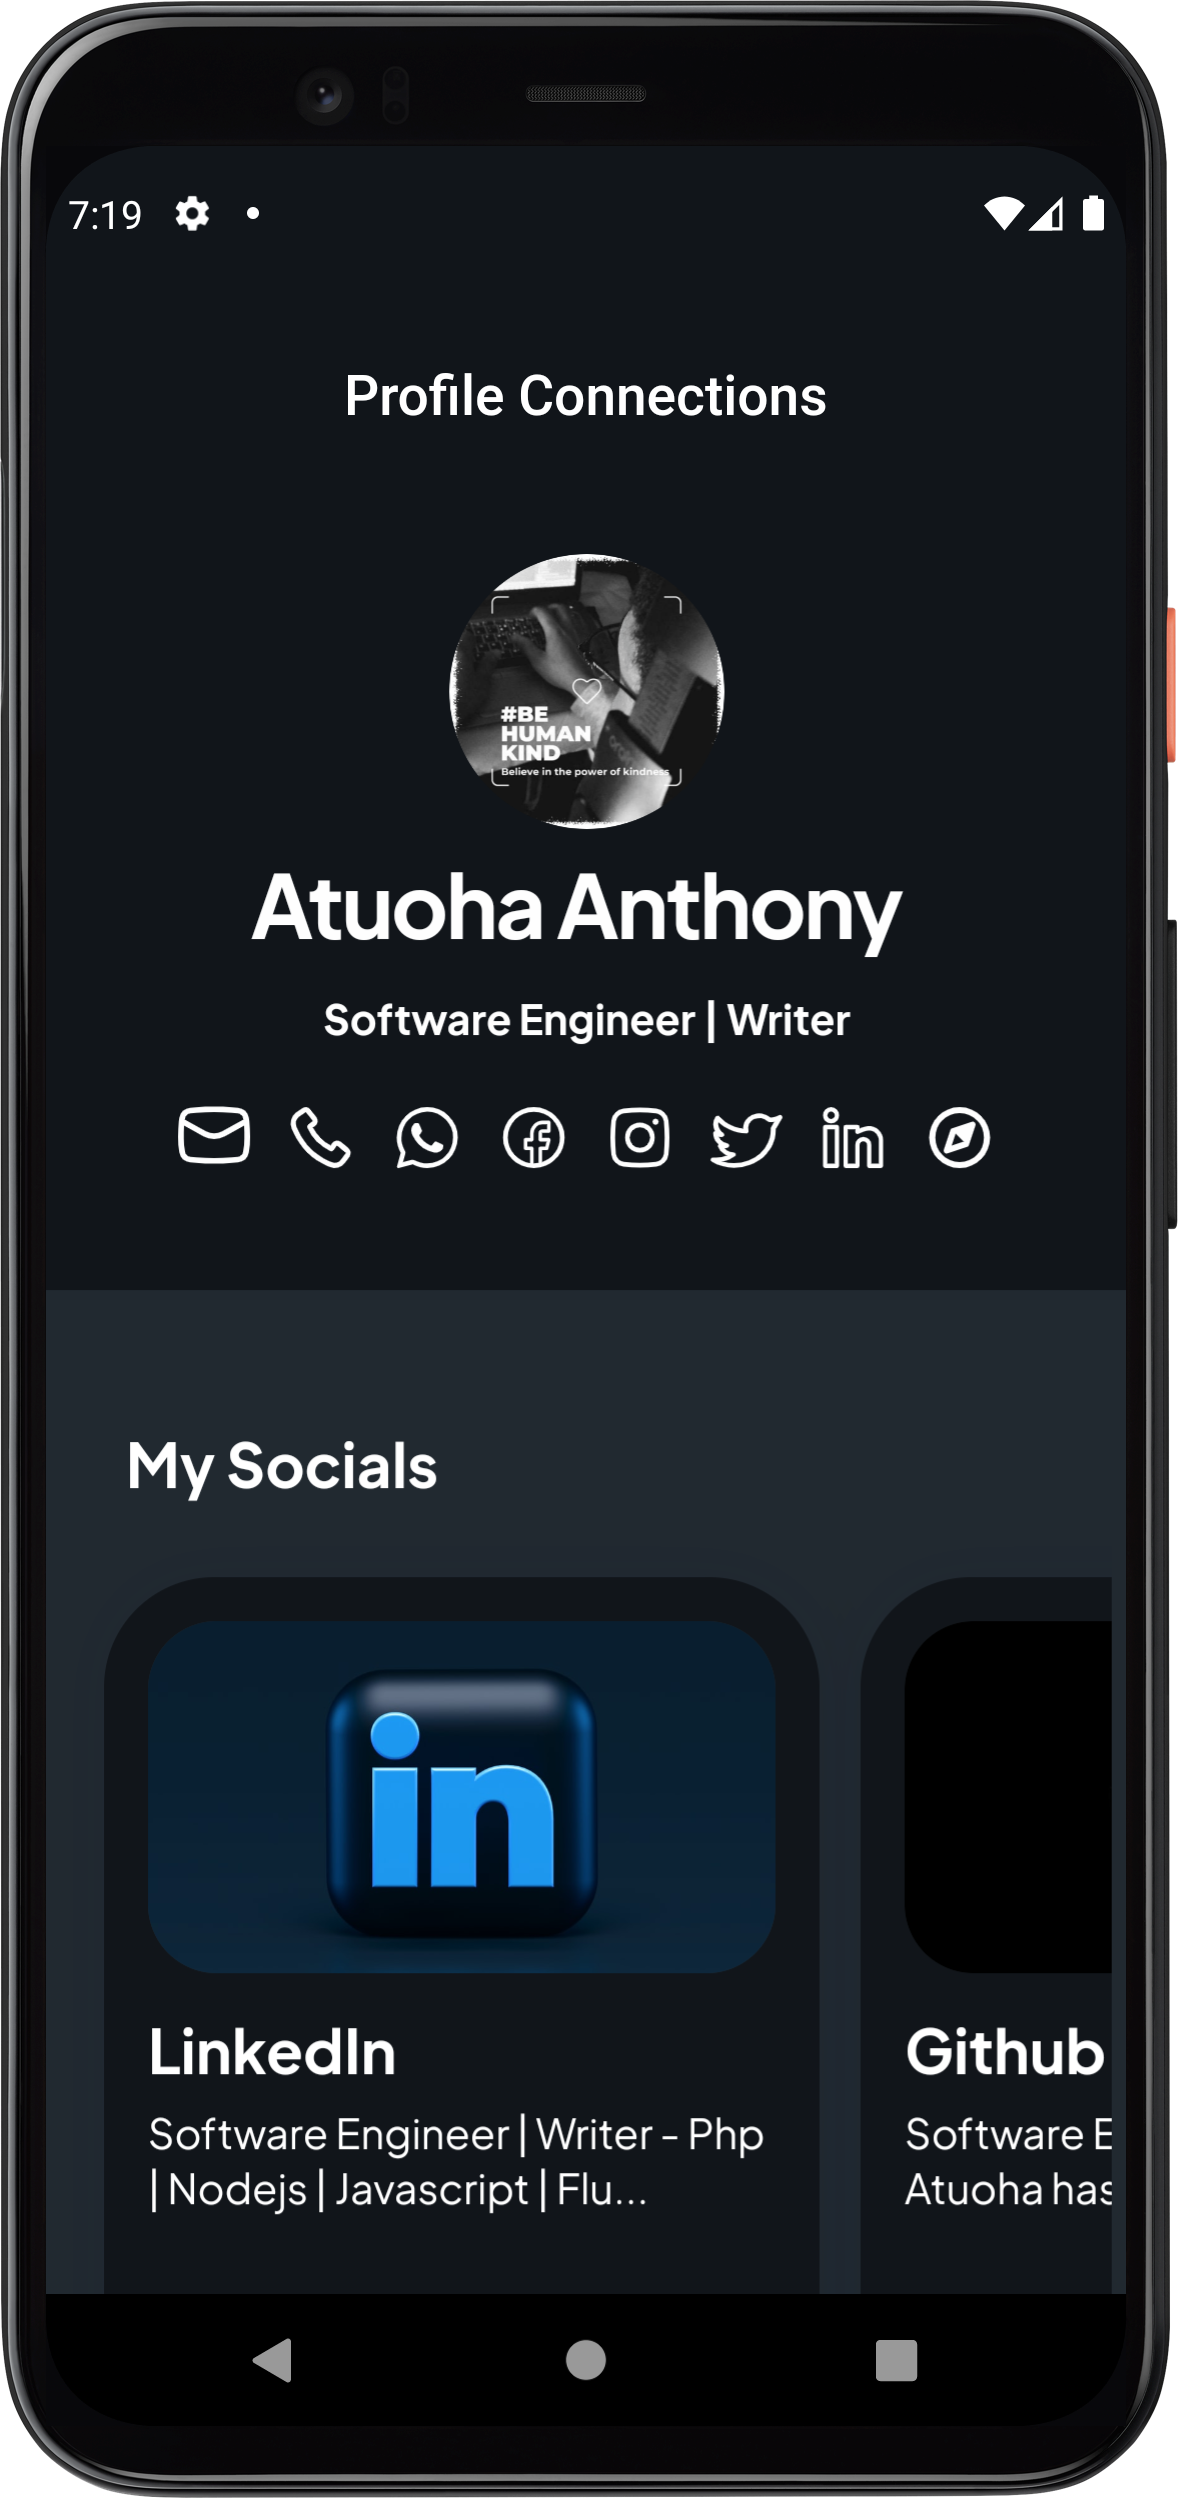 7:19
Profile Connections
#BE
HUMAN
KIND
Believe in the power of kindness
Atuoha Anthony
Software Engineer | Writer
My Socials
in
LinkedIn
Software Engineer | Writer - Php
| Nodejs | Javascript | Flu...
Github
Software E
Atuoha has